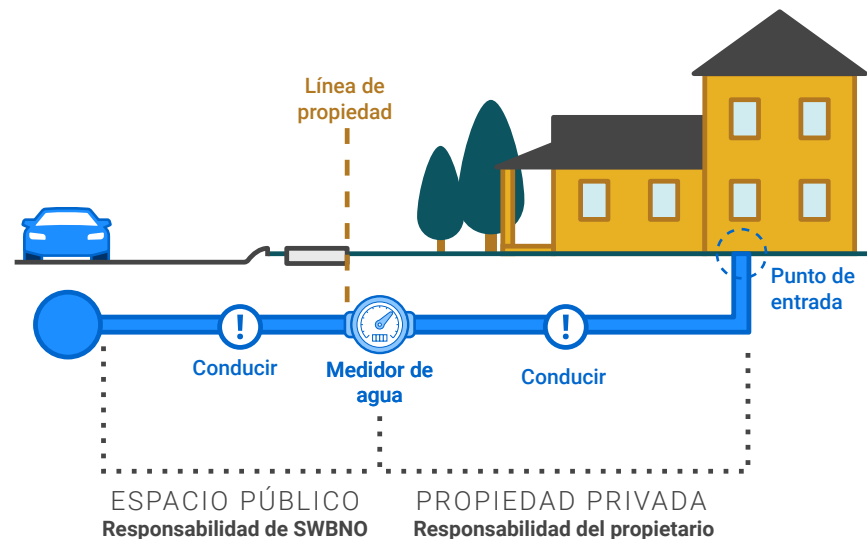 Línea de
propiedad
Punto de
entrada
Conducir
Medidor de
agua
Conducir
ESPACIO PÚBLICO
Responsabilidad de SWBNO
PROPIEDAD PRIVADA
Responsabilidad del propietario